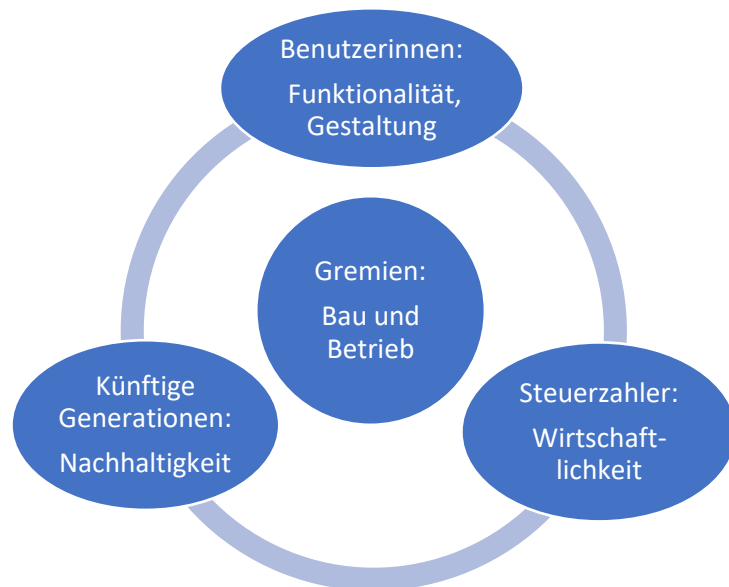 Benutzerinnen:
Funktionalität,
Gestaltung
Gremien:
Bau und
Betrieb
Künftige
Generationen:
Nachhaltigkeit
Steuerzahler:
Wirtschaft-
lichkeit